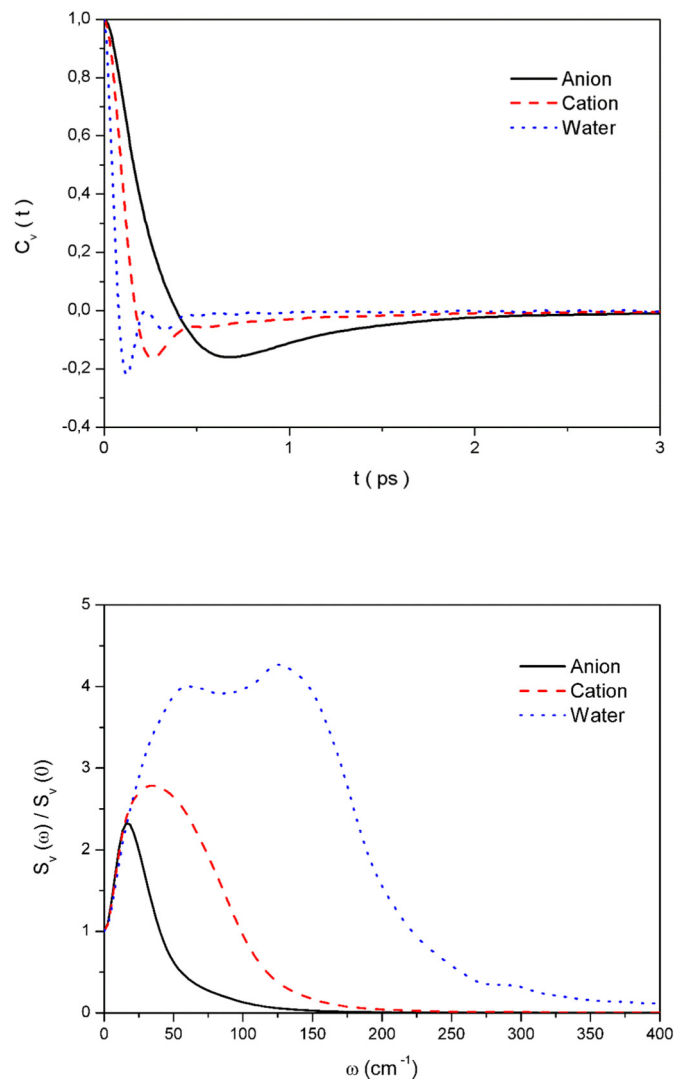 1,0
0,8
0,6
0,4
0,2
0,0
-0,2
-0,4
C_v ( t )
Anion
Cation
Water
0 1 2 3
t ( ps )
5
4
3
2
1
0
S_v (ω) / S_v (0)
Anion
Cation
Water
0 50 100 150 200 250 300 350 400
ω (cm⁻¹)